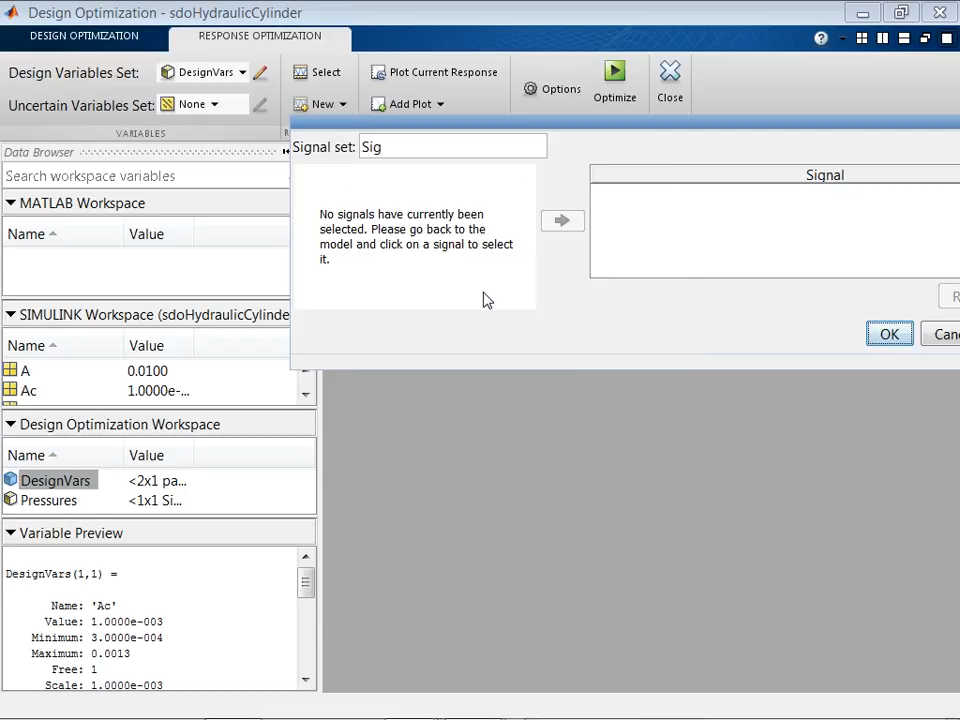 Design Optimization - sdoHydraulicCylinder
DESIGN OPTIMIZATION
RESPONSE OPTIMIZATION
Design Variables Set:
DesignVars
Select
Plot Current Response
Options
Optimize
Close
Uncertain Variables Set:
None
New
Add Plot
VARIABLES
Data Browser
Search workspace variables
MATLAB Workspace
Name
Value
SIMULINK Workspace (sdoHydraulicCylinder
Name
Value
A
0.0100
Ac
1.0000e-...
Design Optimization Workspace
Name
Value
DesignVars
<2x1 pa...
Pressures
<1x1 Si...
Variable Preview
DesignVars(1,1) =
Name: 'Ac'
Value: 1.0000e-003
Minimum: 3.0000e-004
Maximum: 0.0013
Free: 1
Scale: 1.0000e-003
Signal set:
Sig
No signals have currently been
selected. Please go back to the
model and click on a signal to select
it.
Signal
OK